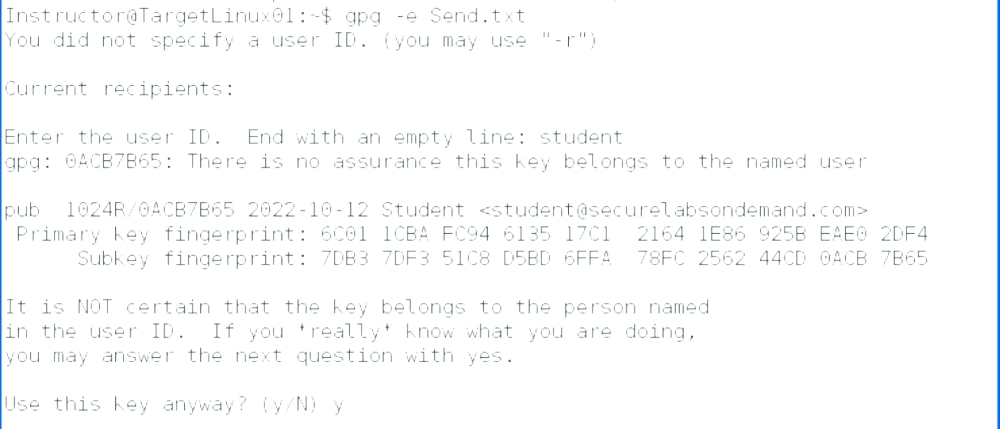 Instructor@TargetLinux01:~$ gpg -e Send.txt
You did not specify a user ID. (you may use "-r")
Current recipients:
Enter the user ID.  End with an empty line: student
gpg: 0ACB7B65: There is no assurance this key belongs to the named user
pub  1024R/0ACB7B65 2022-10-12 Student <student@securelabsondemand.com>
 Primary key fingerprint: 6C01 1CBA FC94 6135 17C1  2164 1E86 925B EAE0 2DF4
      Subkey fingerprint: 7DB3 7DF3 51C8 D5BD 6FFA  78FC 2562 44CD 0ACB 7B65
It is NOT certain that the key belongs to the person named
in the user ID.  If you *really* know what you are doing,
you may answer the next question with yes.
Use this key anyway? (y/N) y